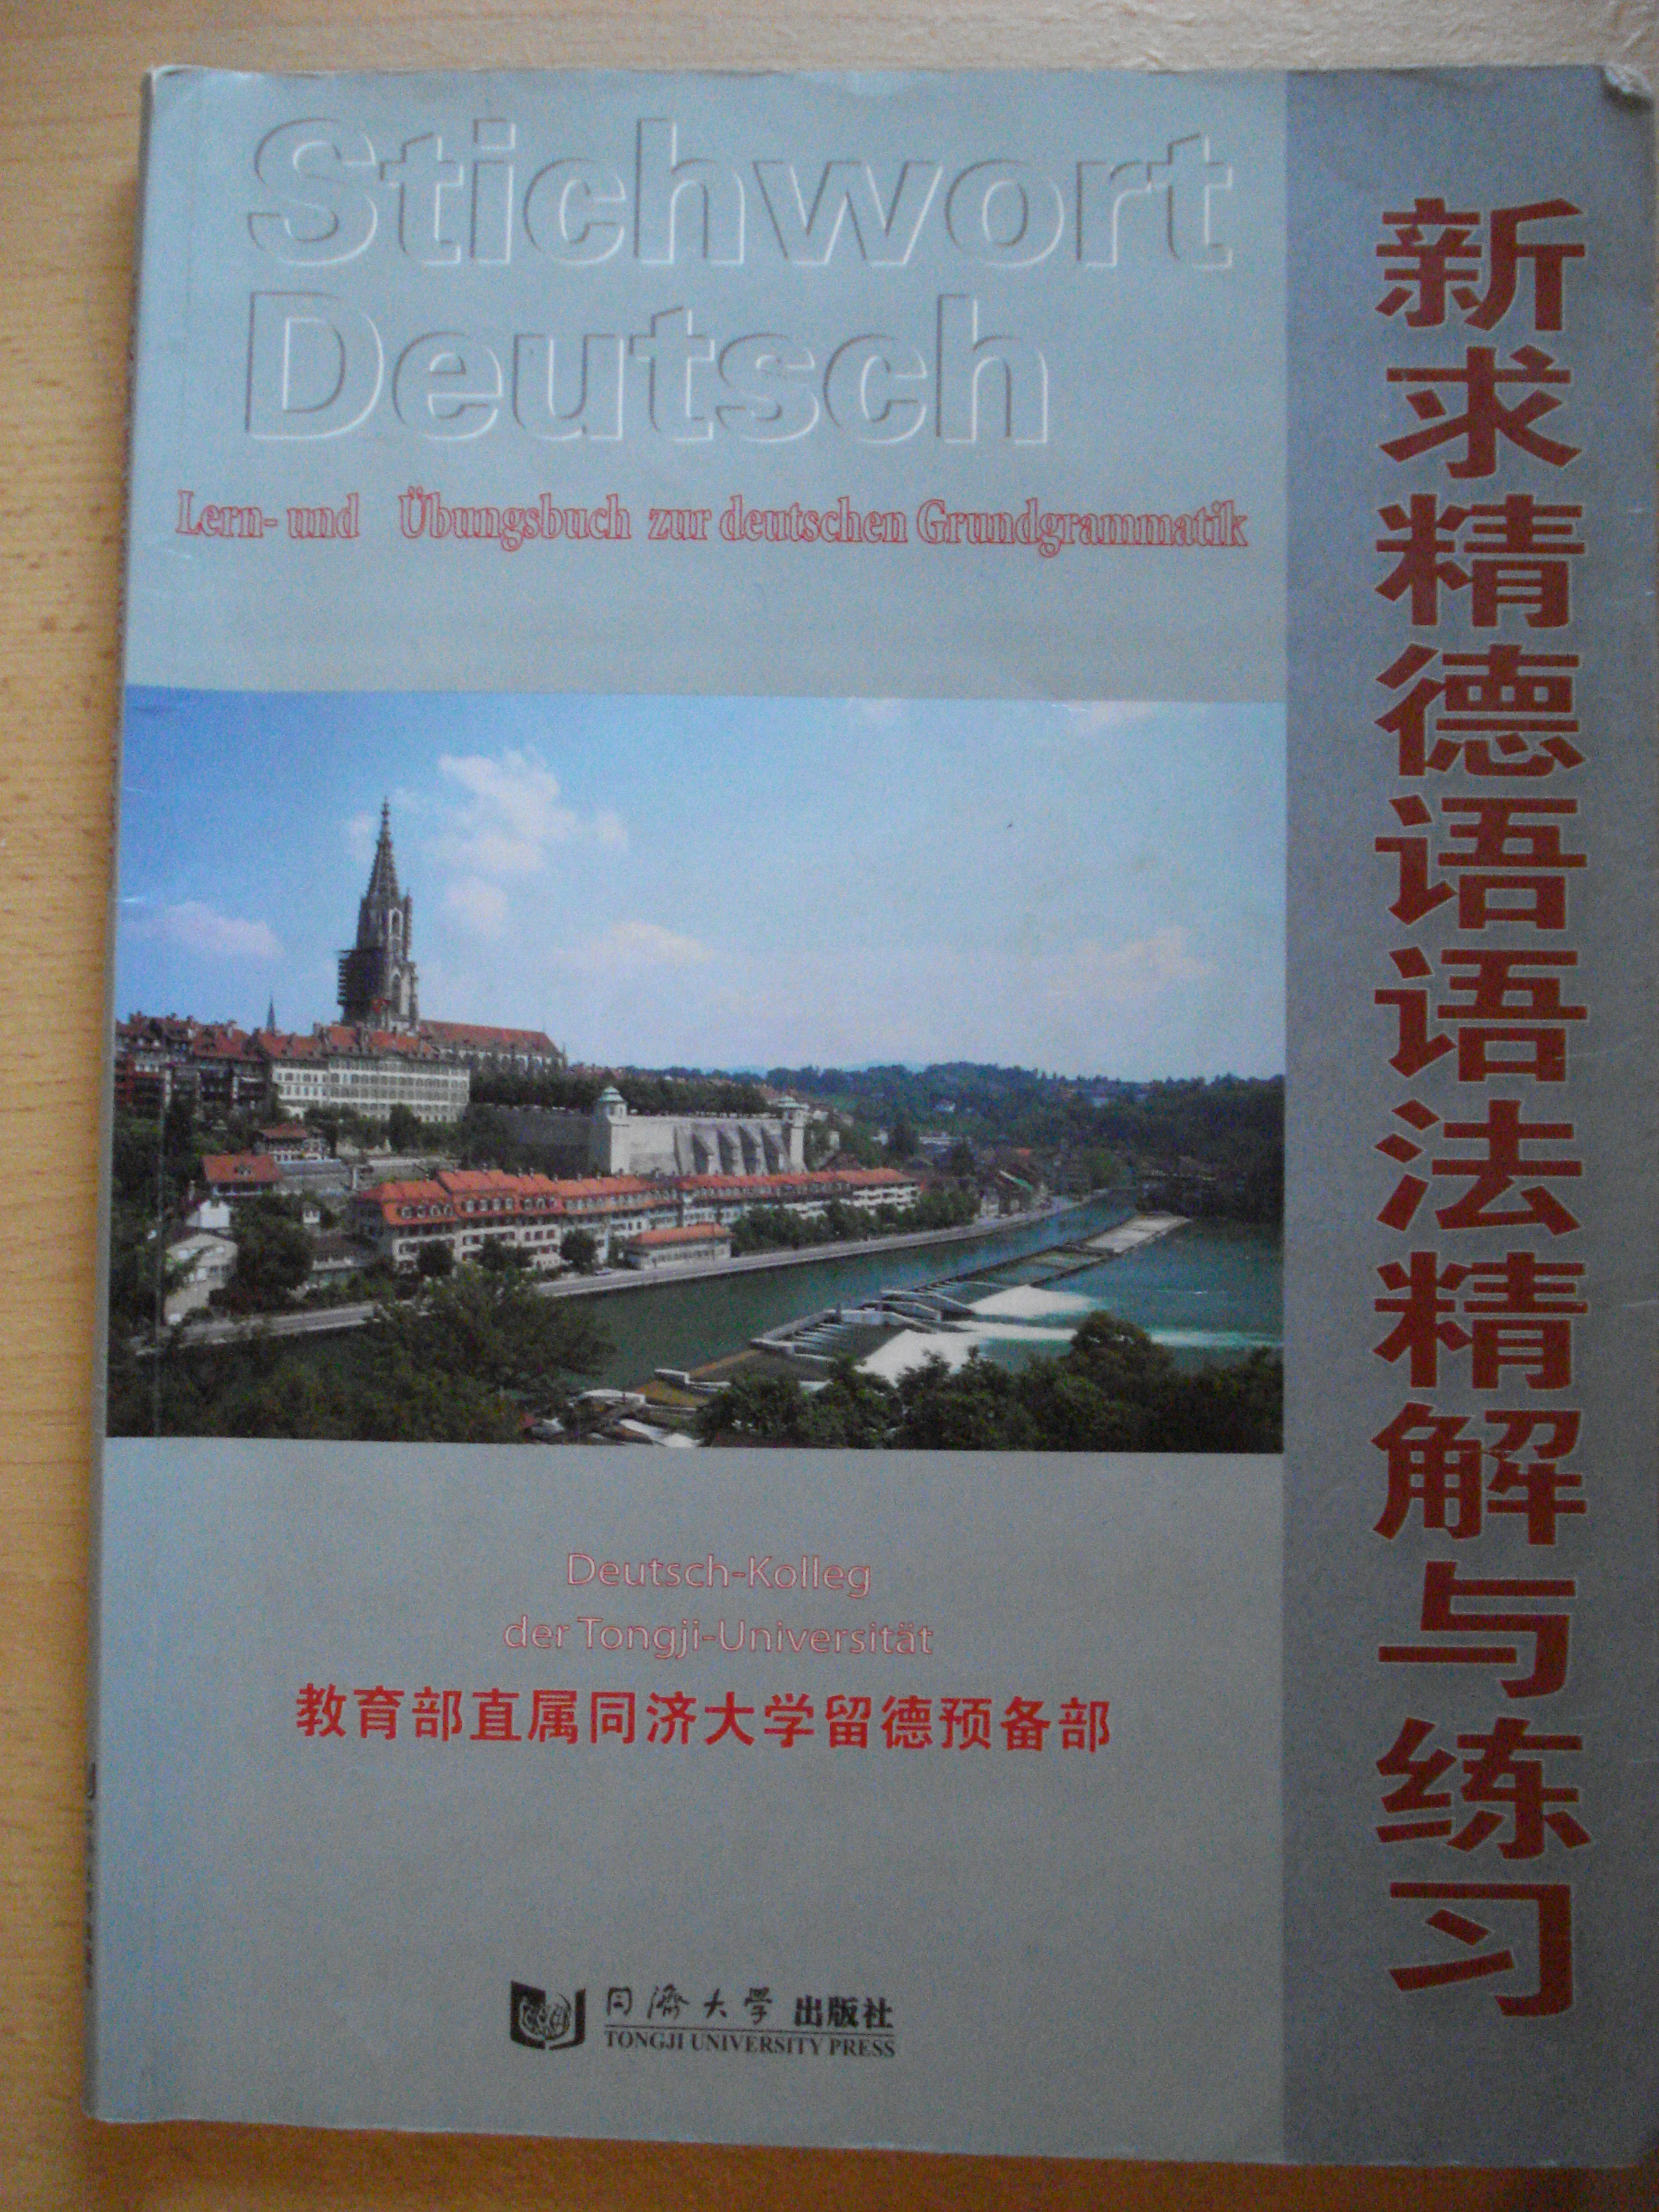 Stichwort
Deutsch
Lern- und Übungsbuch zur deutschen Grundgrammatik
新求精德语语法精解与练习
Deutsch-Kolleg
der Tongji-Universität
教育部直属同济大学留德预备部
同濟大學 出版社
TONGJI UNIVERSITY PRESS